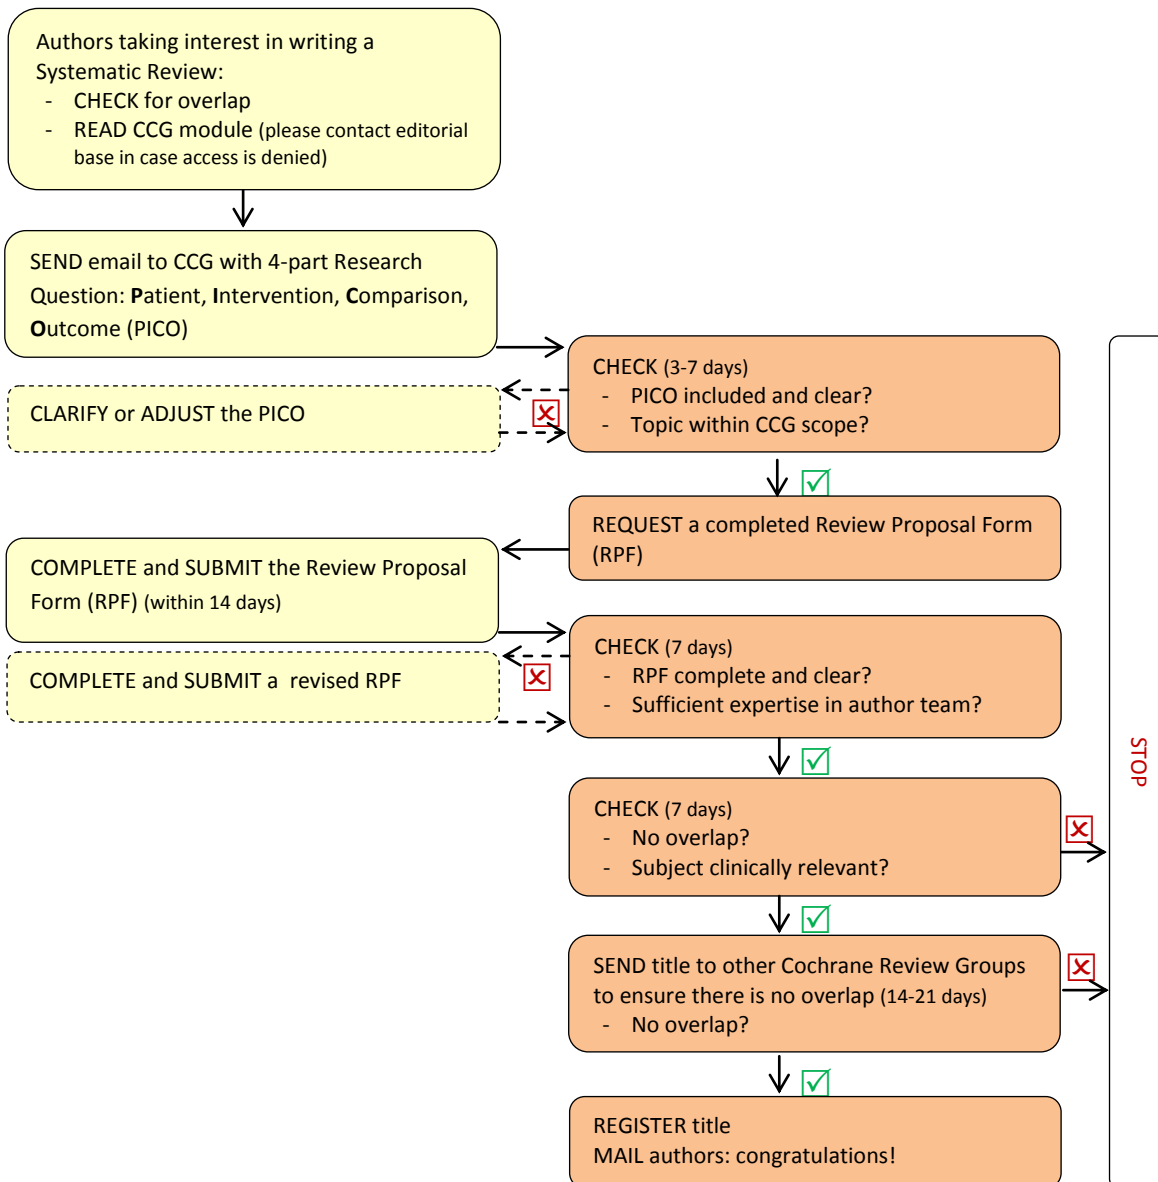 Authors taking interest in writing a
Systematic Review:
- CHECK for overlap
- READ CCG module (please contact editorial
base in case access is denied)
SEND email to CCG with 4-part Research
Question: Patient, Intervention, Comparison,
Outcome (PICO)
CHECK (3-7 days)
- PICO included and clear?
- Topic within CCG scope?
CLARIFY or ADJUST the PICO
REQUEST a completed Review Proposal Form
(RPF)
COMPLETE and SUBMIT the Review Proposal
Form (RPF) (within 14 days)
CHECK (7 days)
- RPF complete and clear?
- Sufficient expertise in author team?
COMPLETE and SUBMIT a  revised RPF
CHECK (7 days)
- No overlap?
- Subject clinically relevant?
SEND title to other Cochrane Review Groups
to ensure there is no overlap (14-21 days)
- No overlap?
REGISTER title
MAIL authors: congratulations!
STOP